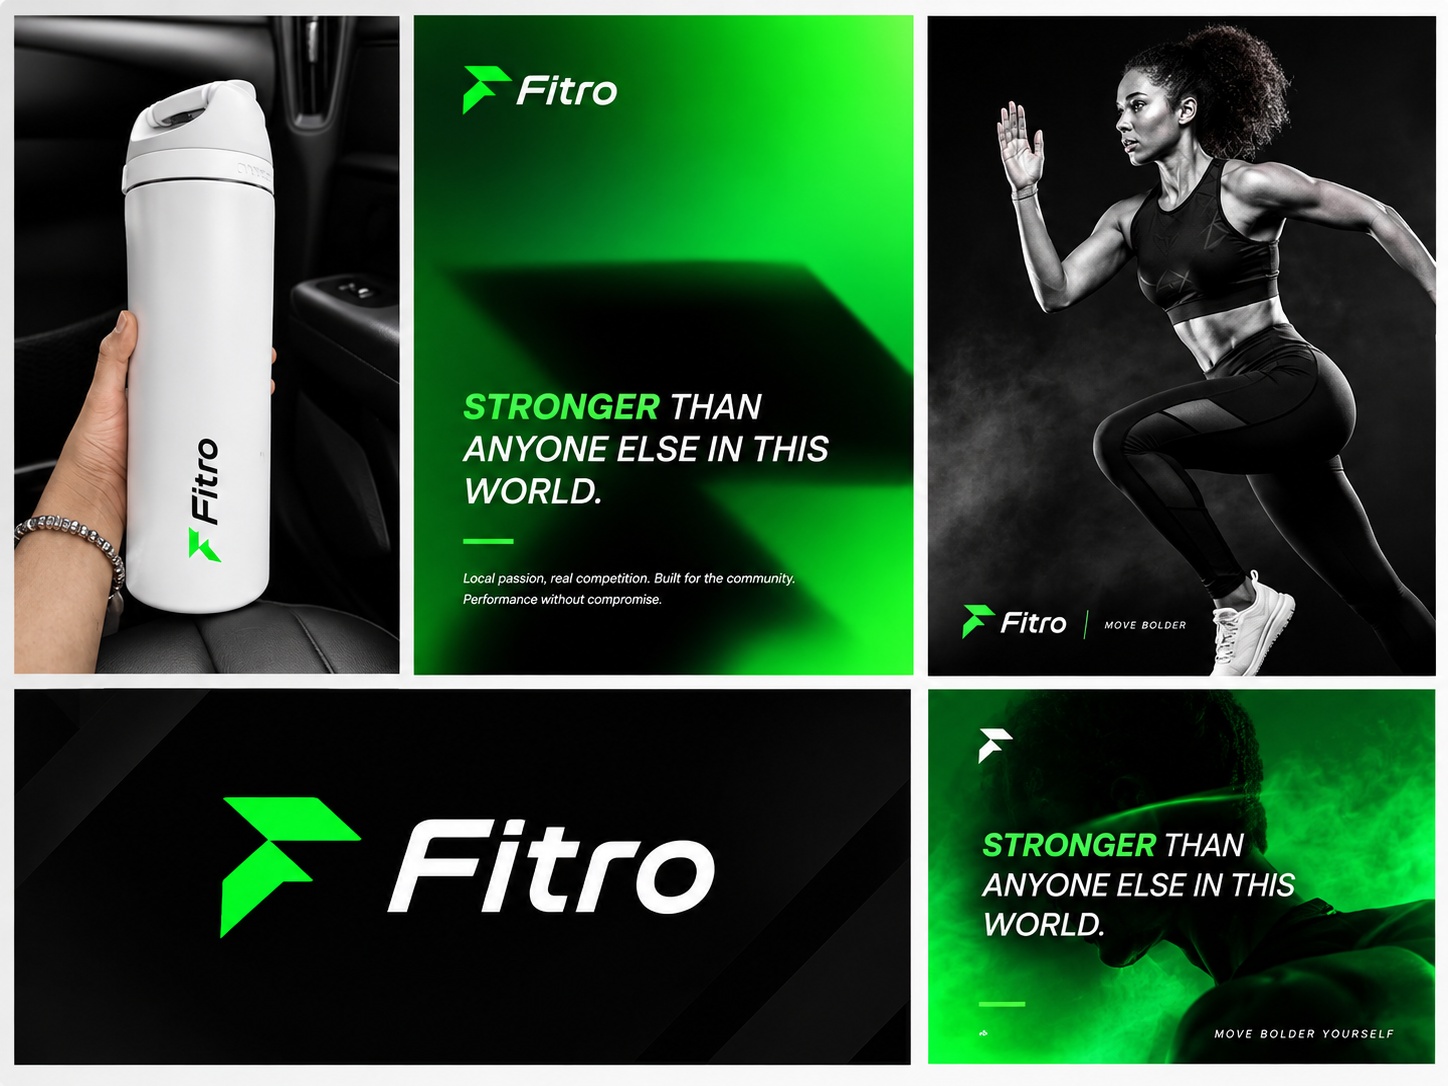 Fitro
Fitro
STRONGER THAN
ANYONE ELSE IN THIS
WORLD.
Local passion, real competition. Built for the community.
Performance without compromise.
Fitro
MOVE BOLDER
Fitro
STRONGER THAN
ANYONE ELSE IN THIS
WORLD.
MOVE BOLDER YOURSELF